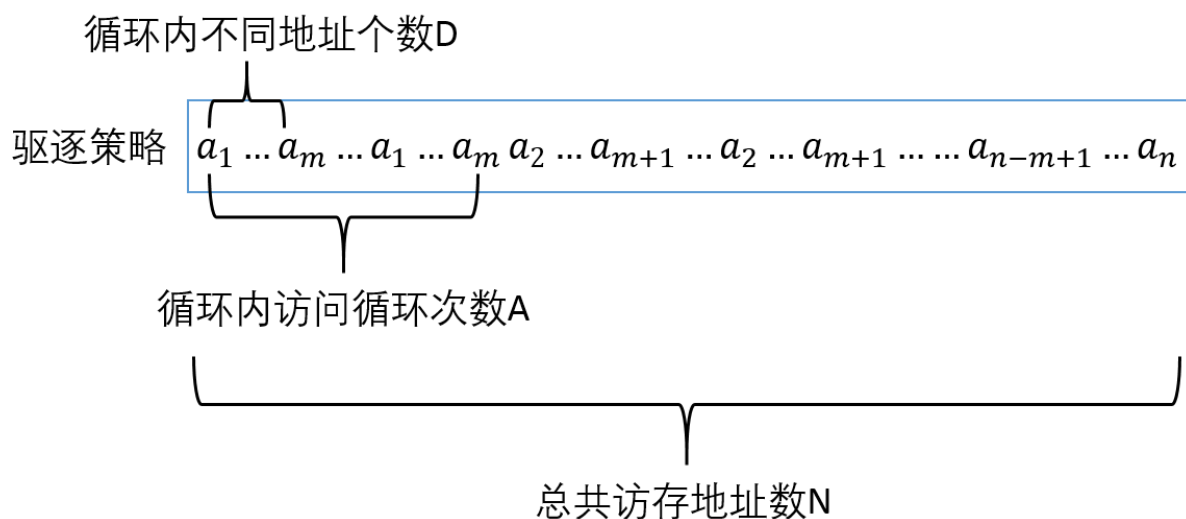 循环内不同地址个数D
驱逐策略 a₁ … aₘ … a₁ … aₘ a₂ … aₘ₊₁ … a₂ … aₘ₊₁ … … aₙ₋ₘ₊₁ … aₙ
循环内访问循环次数A
总共访存地址数N